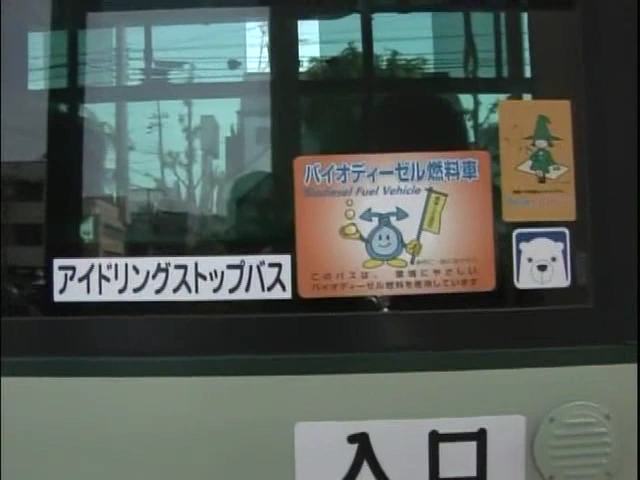 バイオディーゼル燃料車
Biodiesel Fuel Vehicle
このバスは、環境にやさしい
バイオディーゼル燃料を使用しています
アイドリングストップバス
入口